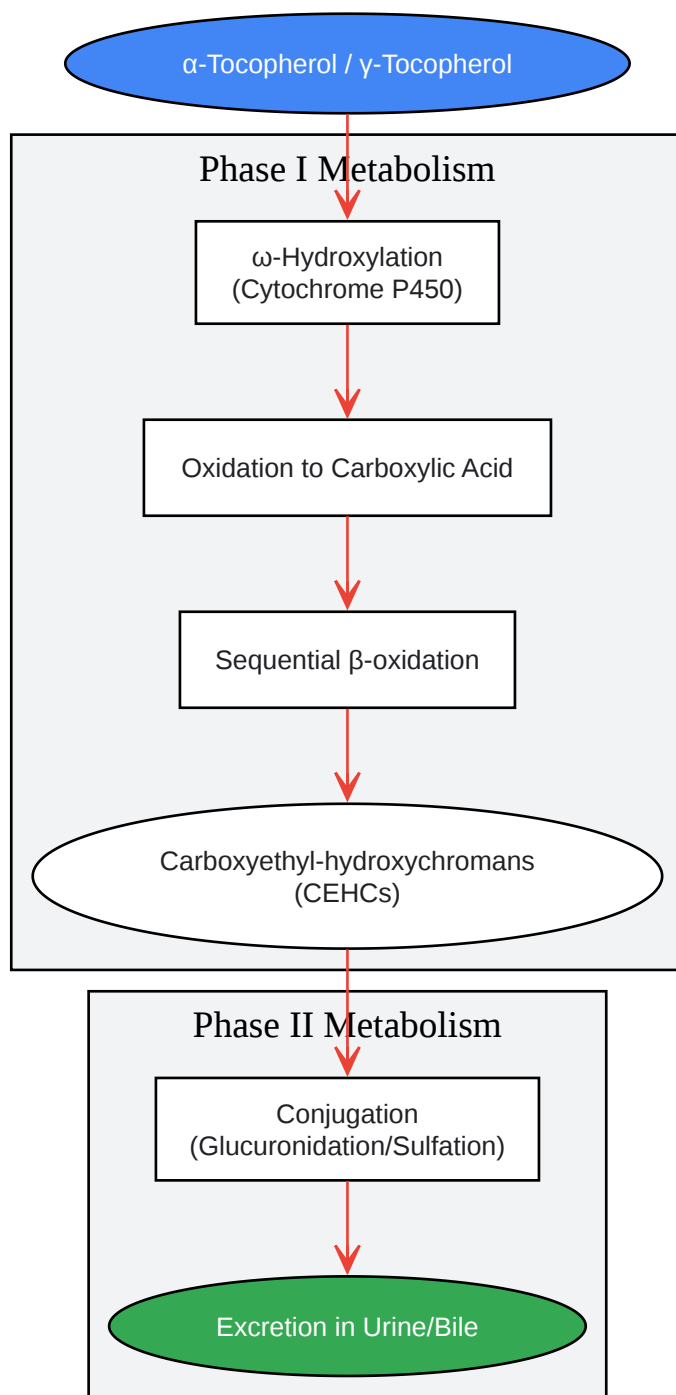 α-Tocopherol / γ-Tocopherol
Phase I Metabolism
ω-Hydroxylation
(Cytochrome P450)
Oxidation to Carboxylic Acid
Sequential β-oxidation
Carboxyethyl-hydroxychromans
(CEHCs)
Phase II Metabolism
Conjugation
(Glucuronidation/Sulfation)
Excretion in Urine/Bile